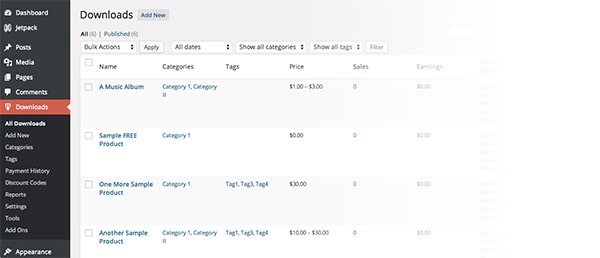 Dashboard
Jetpack
Posts
Media
Pages
Comments
Downloads
All Downloads
Add New
Categories
Tags
Payment History
Discount Codes
Reports
Settings
Tools
Add Ons
Appearance
Downloads Add New
All (6) | Published (6)
Bulk Actions Apply All dates Show all categories Show all tags Filter
Name Categories Tags Price Sales Earnings
A Music Album Category 1, Category $1.00 – $3.00 0 $0.00
II
Sample FREE Category 1 $0.00 0 $0.00
Product
One More Sample Category 1 Tag1, Tag3, Tag4 $30.00 0 $0.00
Product
Another Sample Category 1, Category Tag1, Tag3, Tag4 $10.00 – $30.00 0 $0.00
Product II